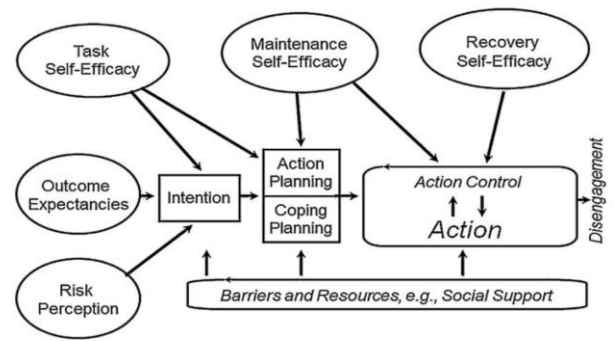 Task
Self-Efficacy
Maintenance
Self-Efficacy
Recovery
Self-Efficacy
Outcome
Expectancies
Intention
Action
Planning
Coping
Planning
Action Control
Action
Disengagement
Risk
Perception
Barriers and Resources, e.g., Social Support